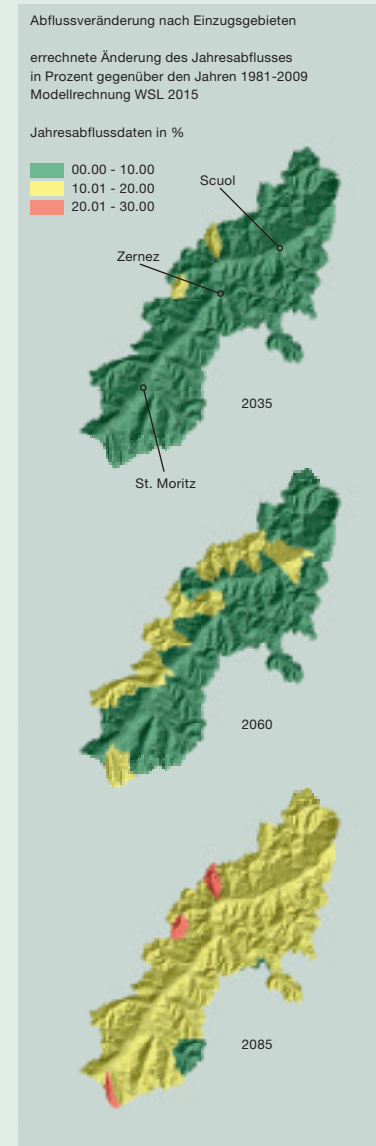 Abflussveränderung nach Einzugsgebieten
errechnete Änderung des Jahresabflusses
in Prozent gegenüber den Jahren 1981-2009
Modellrechnung WSL 2015
Jahresabflussdaten in %
00.00 - 10.00
10.01 - 20.00
20.01 - 30.00
Scuol
Zernez
2035
St. Moritz
2060
2085